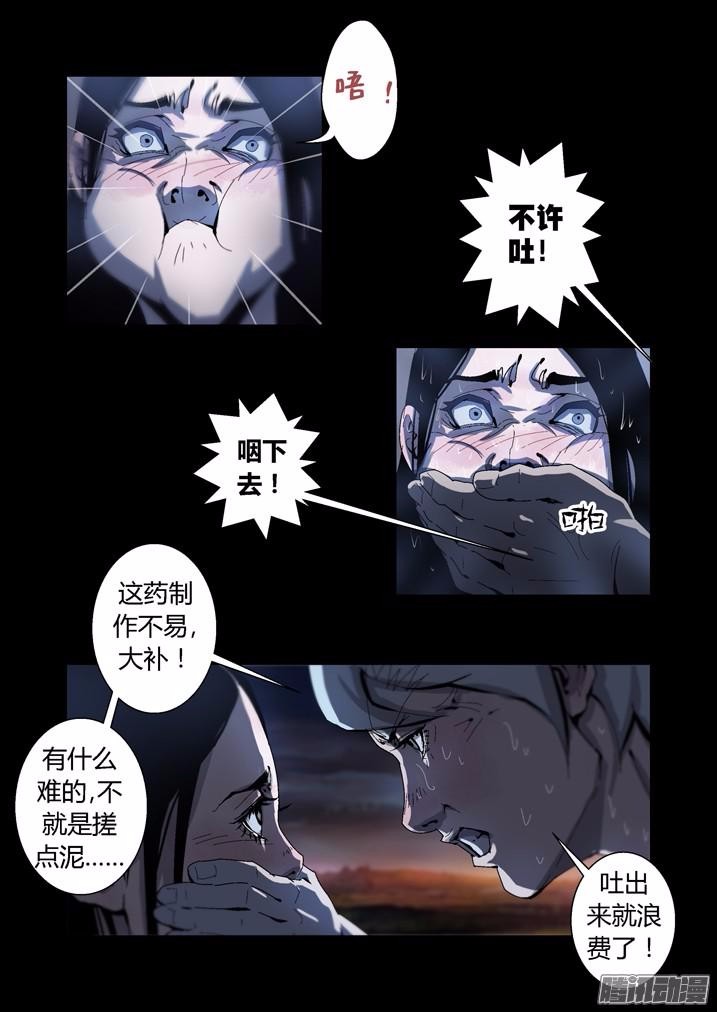 唔！
不许
吐！
咽下
去！
啪
这药制
作不易，
大补！
有什么
难的，不
就是搓
点泥……
吐出
来就浪
费了！
腾讯动漫